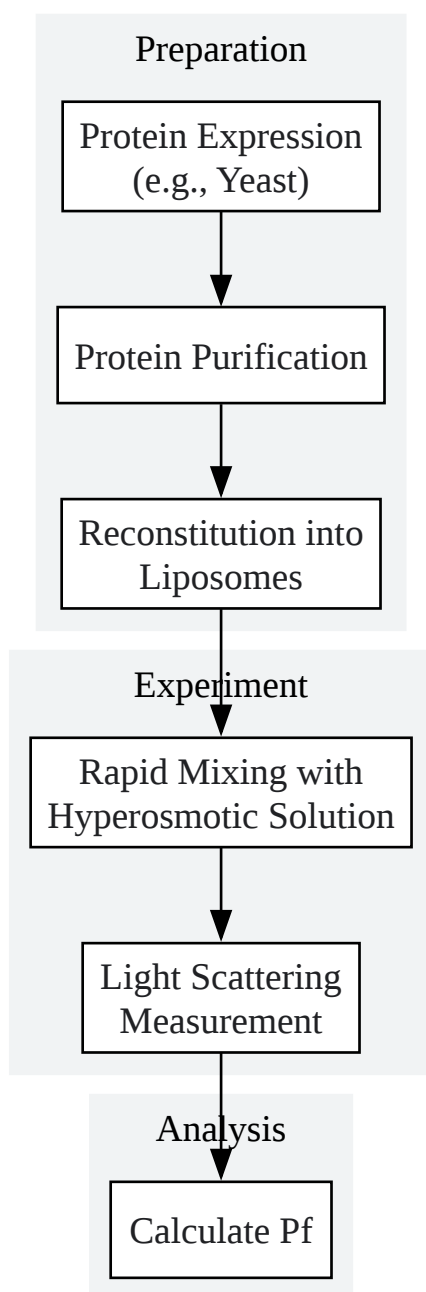 Preparation
Protein Expression
(e.g., Yeast)
Protein Purification
Reconstitution into
Liposomes
Experiment
Rapid Mixing with
Hyperosmotic Solution
Light Scattering
Measurement
Analysis
Calculate Pf